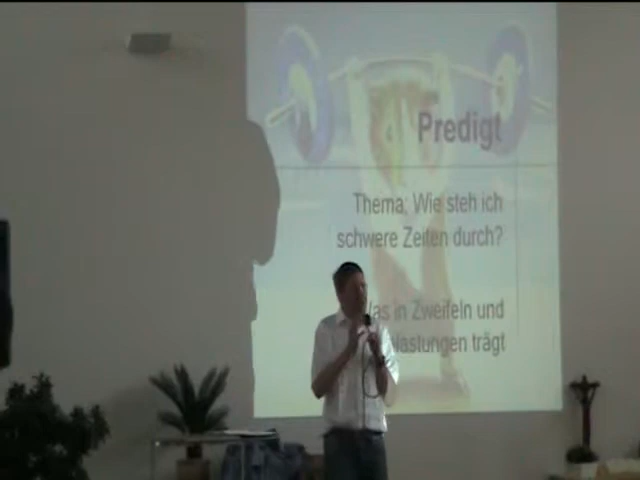 Predigt
Thema: Wie steh ich
schwere Zeiten durch?
in Zweifeln und
trägt